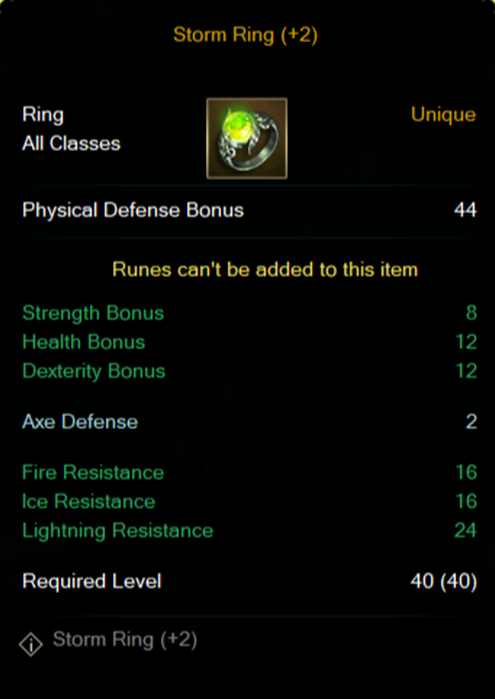 Storm Ring (+2)
Ring
Unique
All Classes
Physical Defense Bonus 44
Runes can't be added to this item
Strength Bonus 8
Health Bonus 12
Dexterity Bonus 12
Axe Defense 2
Fire Resistance 16
Ice Resistance 16
Lightning Resistance 24
Required Level 40 (40)
Storm Ring (+2)